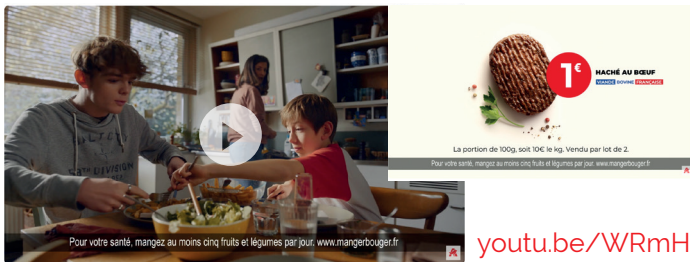 Pour votre santé, mangez au moins cinq fruits et légumes par jour. www.mangerbouger.fr
1€
HACHÉ AU BŒUF
VIANDE BOVINE FRANÇAISE
La portion de 100g, soit 10€ le kg. Vendu par lot de 2.
Pour votre santé, mangez au moins cinq fruits et légumes par jour. www.mangerbouger.fr
youtu.be/WRmH